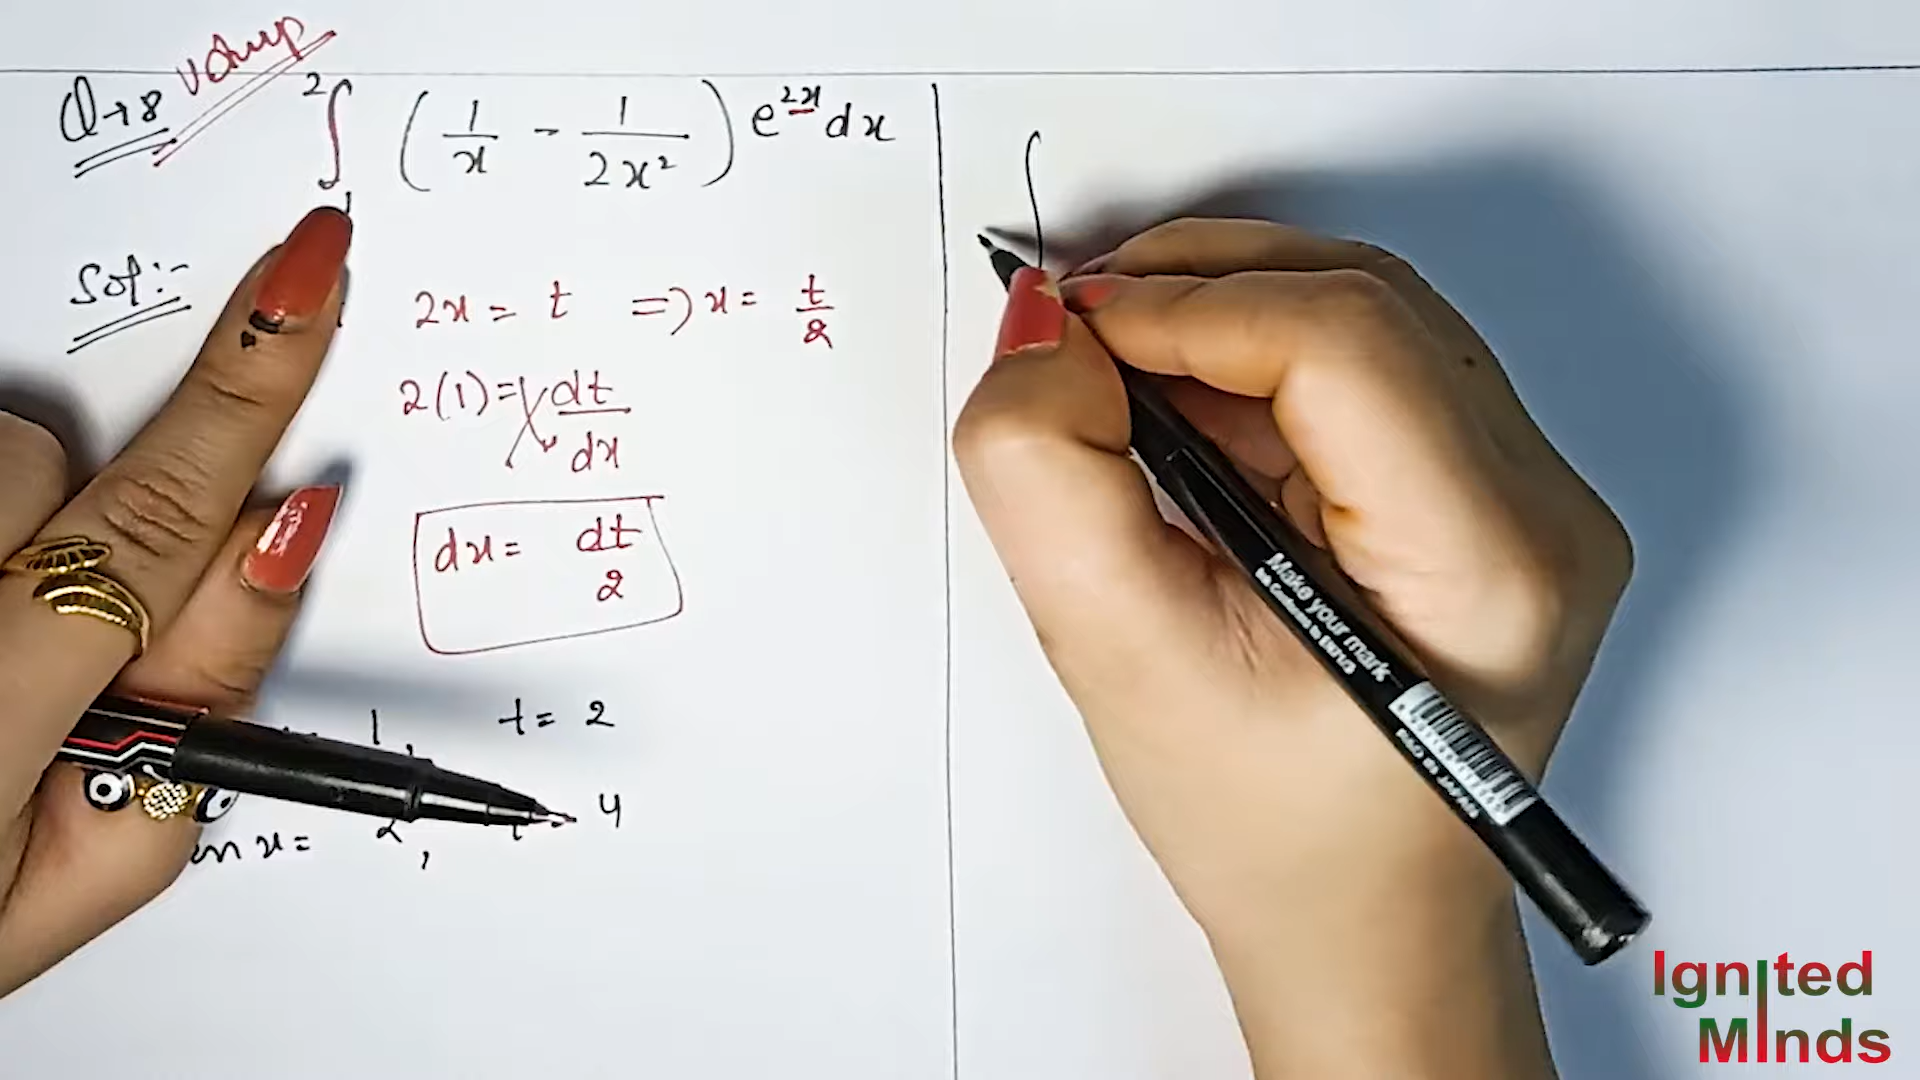 Q→8 v.v.imp
2∫1 (1/x - 1/2x²) e^2x dx
Sol:-
2x = t => x = t/2
2(1) = dt/dx
dx = dt/2
1, t = 2
x = 2, t 4
∫
Make your mark
Ignited
Minds